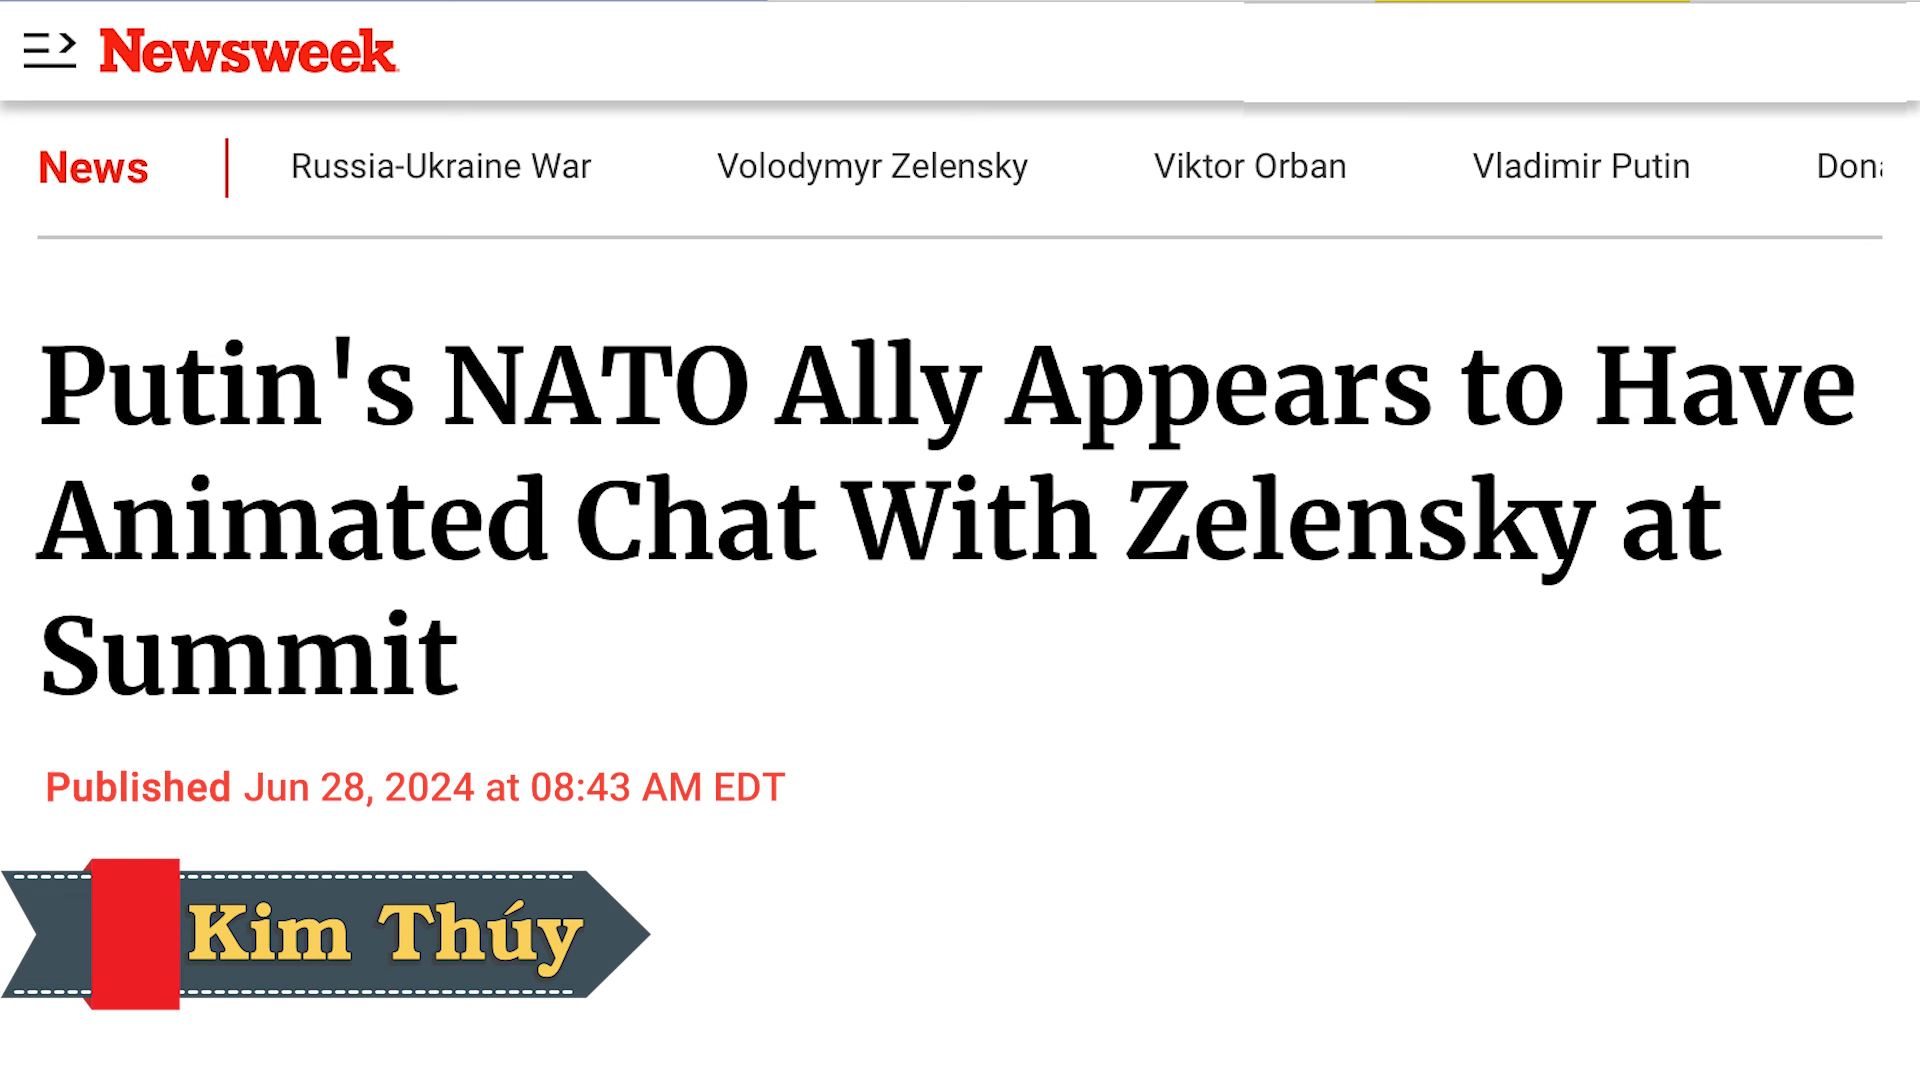 Newsweek
News Russia-Ukraine War Volodymyr Zelensky Viktor Orban Vladimir Putin Dona
Putin's NATO Ally Appears to Have
Animated Chat With Zelensky at
Summit
Published Jun 28, 2024 at 08:43 AM EDT
Kim Thúy